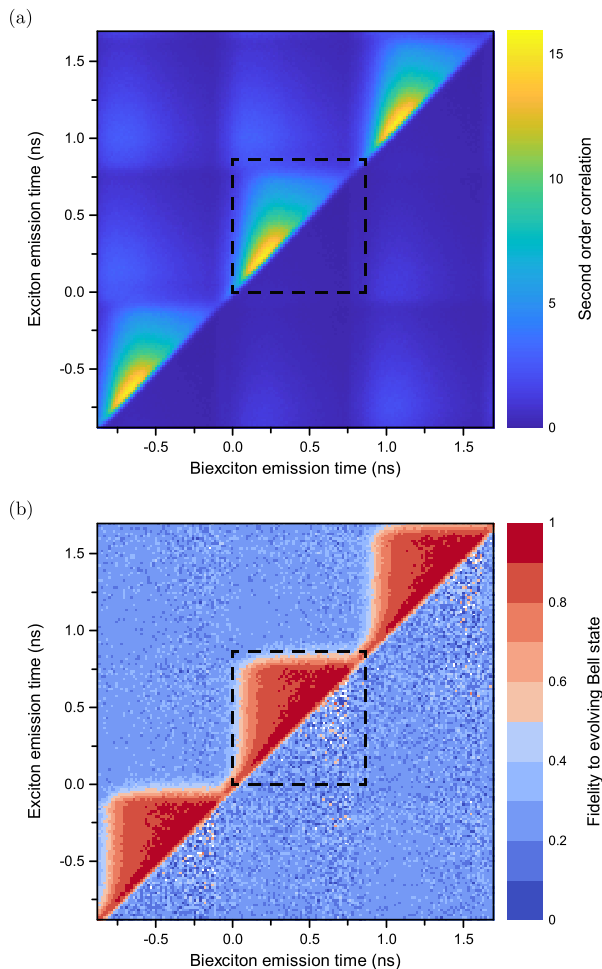 (a)
1.5
1.0
0.5
0.0
-0.5
Exciton emission time (ns)
-0.5 0.0 0.5 1.0 1.5
Biexciton emission time (ns)
15
10
5
0
Second order correlation
(b)
1.5
1.0
0.5
0.0
-0.5
Exciton emission time (ns)
-0.5 0.0 0.5 1.0 1.5
Biexciton emission time (ns)
1
0.8
0.6
0.4
0.2
0
Fidelity to evolving Bell state